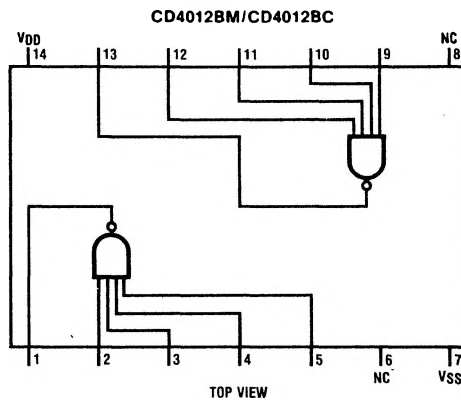 CD4012BM/CD4012BC
VDD NC
14 13 12 11 10 9 8
1 2 3 4 5 6 7
NC VSS
TOP VIEW